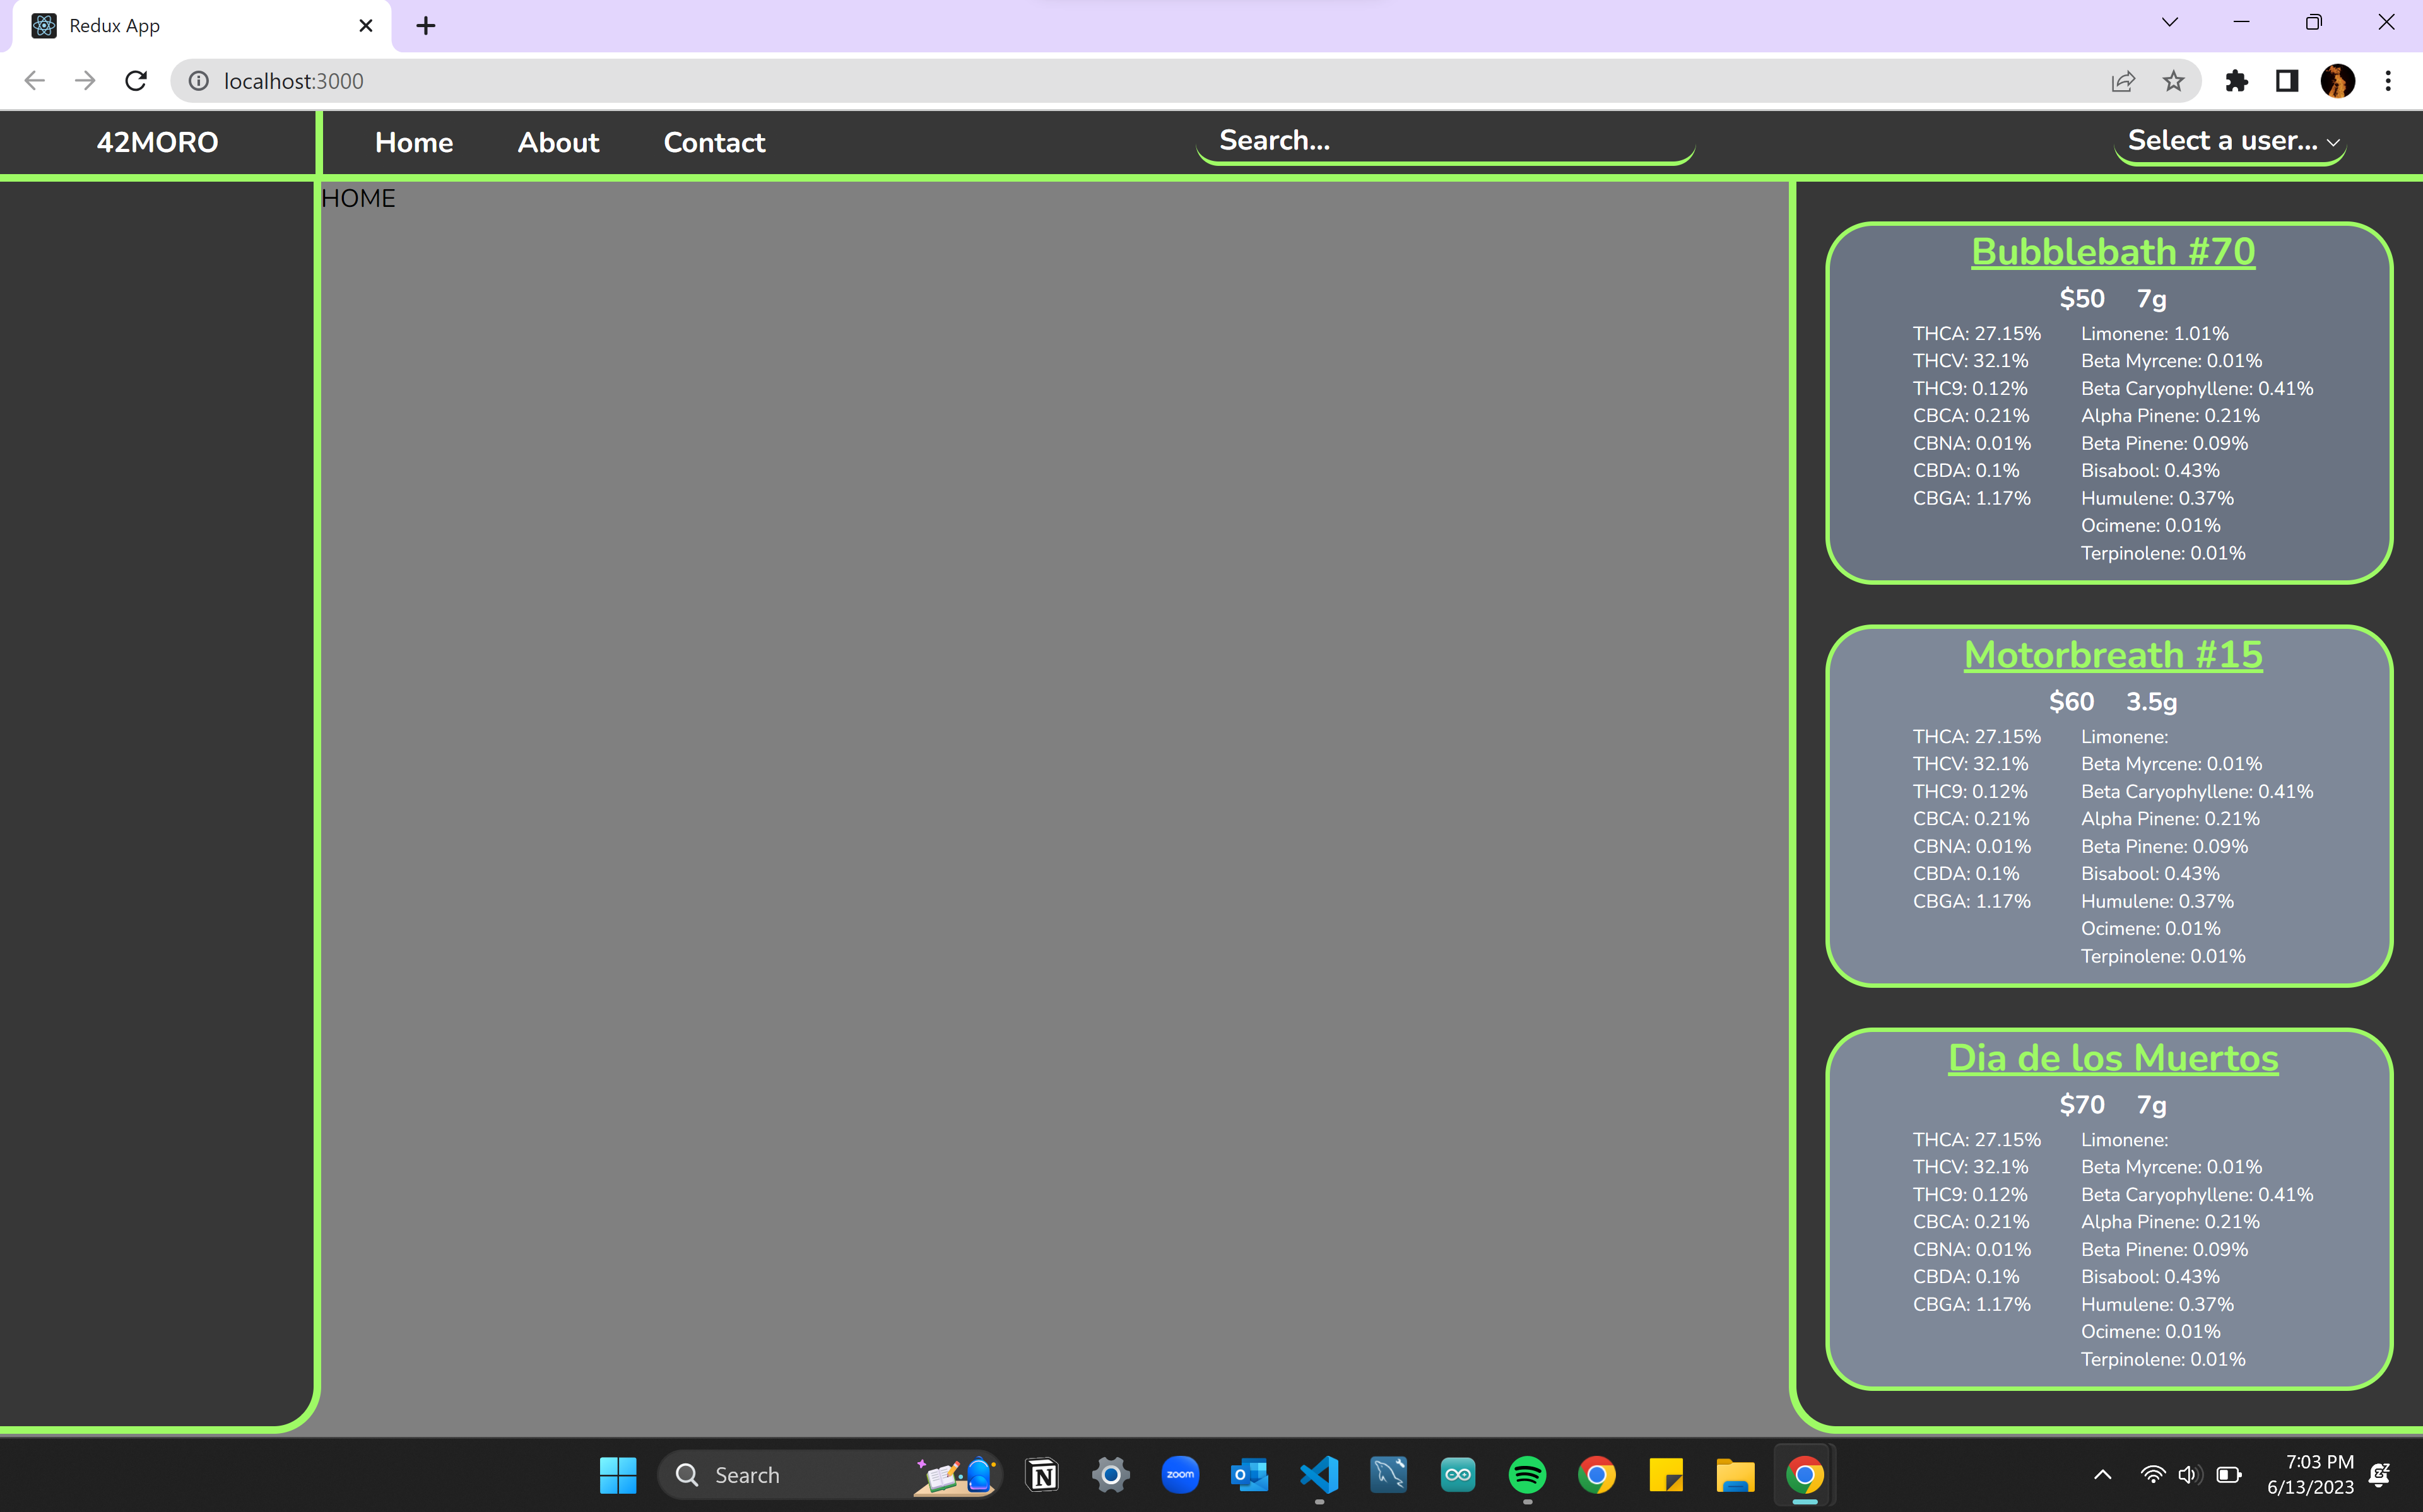 Redux App
localhost:3000
42MORO
Home About Contact Search... Select a user...
HOME
Bubblebath #70
$50 7g
THCA: 27.15%
THCV: 32.1%
THC9: 0.12%
CBCA: 0.21%
CBNA: 0.01%
CBDA: 0.1%
CBGA: 1.17%
Limonene: 1.01%
Beta Myrcene: 0.01%
Beta Caryophyllene: 0.41%
Alpha Pinene: 0.21%
Beta Pinene: 0.09%
Bisabool: 0.43%
Humulene: 0.37%
Ocimene: 0.01%
Terpinolene: 0.01%
Motorbreath #15
$60 3.5g
THCA: 27.15%
THCV: 32.1%
THC9: 0.12%
CBCA: 0.21%
CBNA: 0.01%
CBDA: 0.1%
CBGA: 1.17%
Limonene:
Beta Myrcene: 0.01%
Beta Caryophyllene: 0.41%
Alpha Pinene: 0.21%
Beta Pinene: 0.09%
Bisabool: 0.43%
Humulene: 0.37%
Ocimene: 0.01%
Terpinolene: 0.01%
Dia de los Muertos
$70 7g
THCA: 27.15%
THCV: 32.1%
THC9: 0.12%
CBCA: 0.21%
CBNA: 0.01%
CBDA: 0.1%
CBGA: 1.17%
Limonene:
Beta Myrcene: 0.01%
Beta Caryophyllene: 0.41%
Alpha Pinene: 0.21%
Beta Pinene: 0.09%
Bisabool: 0.43%
Humulene: 0.37%
Ocimene: 0.01%
Terpinolene: 0.01%
Search
zoom
7:03 PM
6/13/2023